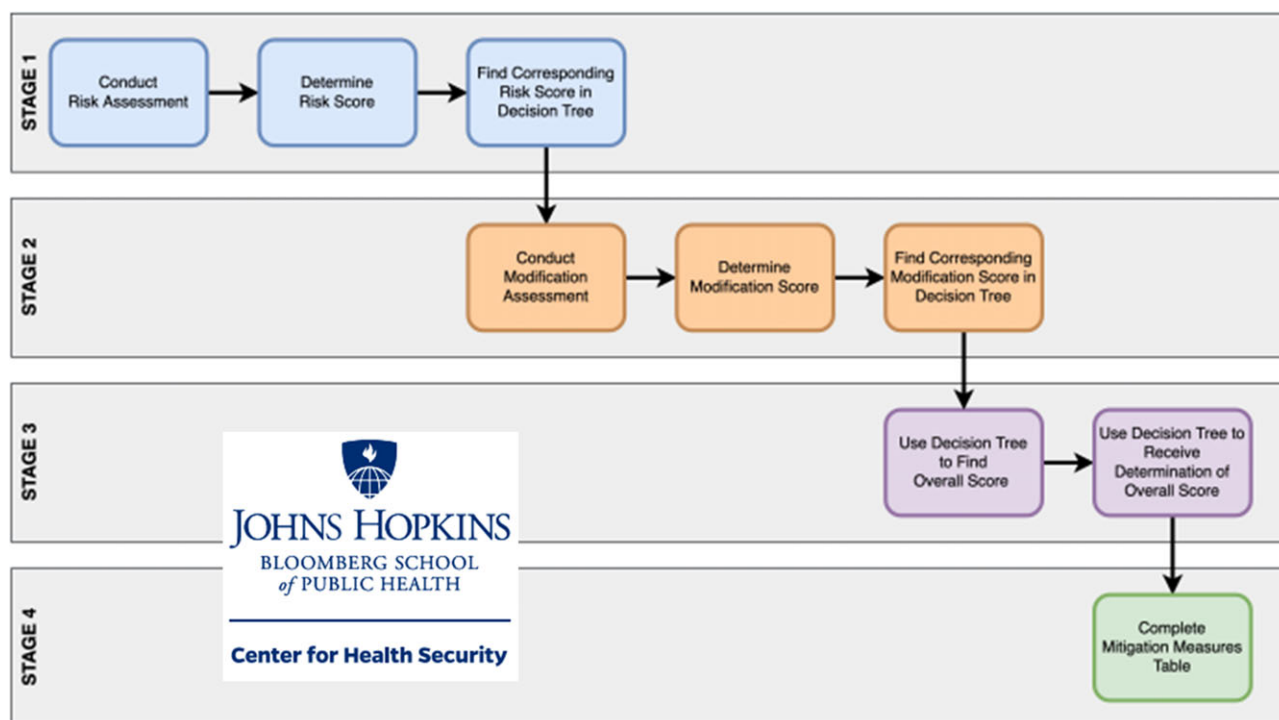 STAGE 1
Conduct
Risk Assessment
Determine
Risk Score
Find Corresponding
Risk Score in
Decision Tree
STAGE 2
Conduct
Modification
Assessment
Determine
Modification Score
Find Corresponding
Modification Score in
Decision Tree
STAGE 3
Use Decision Tree
to Find
Overall Score
Use Decision Tree to
Receive
Determination of
Overall Score
JOHNS HOPKINS
BLOOMBERG SCHOOL
of PUBLIC HEALTH
Center for Health Security
STAGE 4
Complete
Mitigation Measures
Table